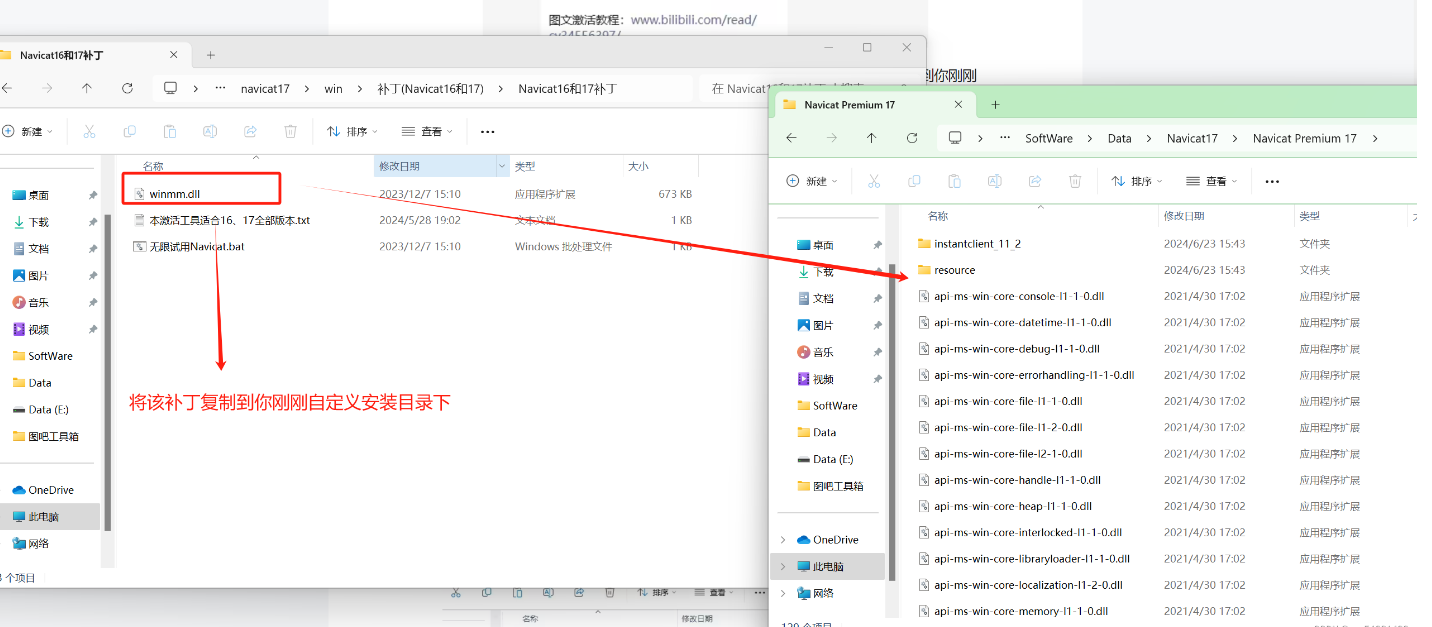 图文激活教程：www.bilibili.com/read/
cv34556397/
到你刚刚
Navicat16和17补丁
navicat17 win 补丁(Navicat16和17) Navicat16和17补丁
在 Navicat1
新建 排序 查看
名称 修改日期 类型 大小
winmm.dll 2023/12/7 15:10 应用程序扩展 673 KB
本激活工具适合16、17全部版本.txt 2024/5/28 19:02 文本文档 1 KB
无限试用Navicat.bat 2023/12/7 15:10 Windows 批处理文件 1 KB
桌面
下载
文档
图片
音乐
视频
SoftWare
Data
Data (E:)
图吧工具箱
OneDrive
此电脑
网络
个项目
将该补丁复制到你刚刚自定义安装目录下
排序 查看
名称 修改日期
Navicat Premium 17
SoftWare Data Navicat17 Navicat Premium 17
新建 排序 查看
名称 修改日期 类型
instantclient_11_2 2024/6/23 15:43 文件夹
resource 2024/6/23 15:43 文件夹
api-ms-win-core-console-l1-1-0.dll 2021/4/30 17:02 应用程序扩展
api-ms-win-core-datetime-l1-1-0.dll 2021/4/30 17:02 应用程序扩展
api-ms-win-core-debug-l1-1-0.dll 2021/4/30 17:02 应用程序扩展
api-ms-win-core-errorhandling-l1-1-0.dll 2021/4/30 17:02 应用程序扩展
api-ms-win-core-file-l1-1-0.dll 2021/4/30 17:02 应用程序扩展
api-ms-win-core-file-l1-2-0.dll 2021/4/30 17:02 应用程序扩展
api-ms-win-core-file-l2-1-0.dll 2021/4/30 17:02 应用程序扩展
api-ms-win-core-handle-l1-1-0.dll 2021/4/30 17:02 应用程序扩展
api-ms-win-core-heap-l1-1-0.dll 2021/4/30 17:02 应用程序扩展
api-ms-win-core-interlocked-l1-1-0.dll 2021/4/30 17:02 应用程序扩展
api-ms-win-core-libraryloader-l1-1-0.dll 2021/4/30 17:02 应用程序扩展
api-ms-win-core-localization-l1-2-0.dll 2021/4/30 17:02 应用程序扩展
api-ms-win-core-memory-l1-1-0.dll 2021/4/30 17:02 应用程序扩展
桌面
下载
文档
图片
音乐
视频
SoftWare
Data
Data (E:)
图吧工具箱
OneDrive
此电脑
网络